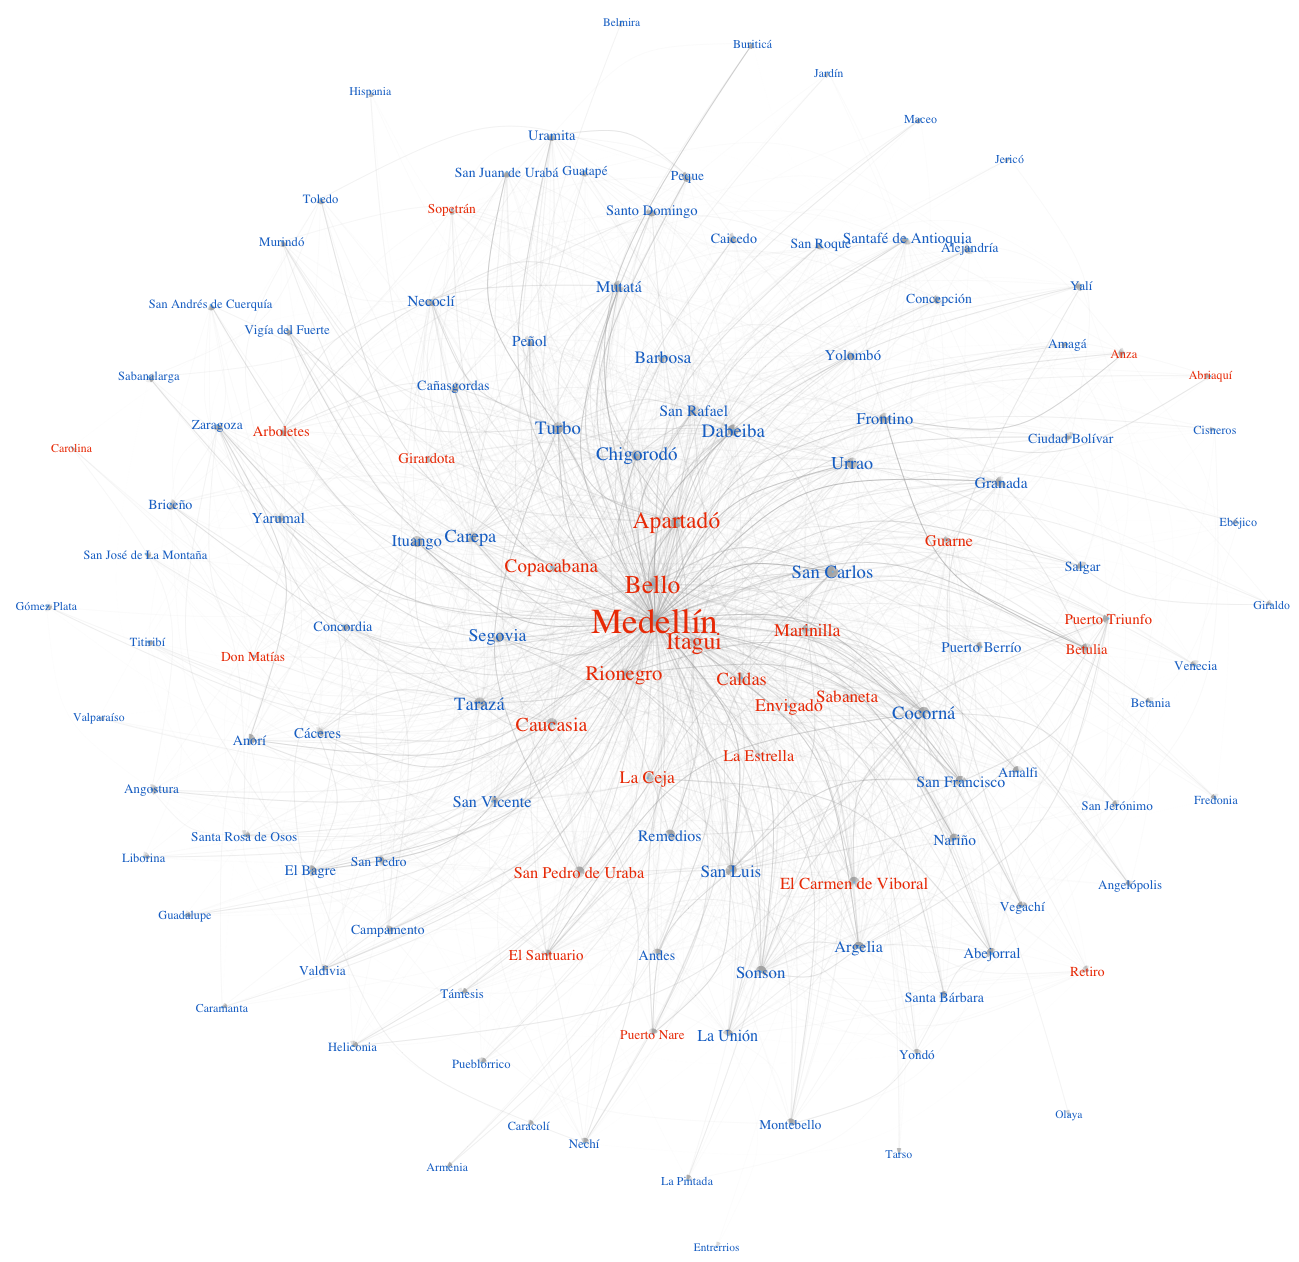 Belmira
Buriticá
Jardín
Hispania
Maceo
Uramita
Jericó
San Juan de Urabá
Guatapé
Peque
Toledo
Sopetrán
Santo Domingo
Murindó
Caicedo
San Roque
Santafé de Antioquia
Alejandría
Mutatá
Yalí
Necoclí
Concepción
San Andrés de Cuerquía
Vigía del Fuerte
Peñol
Amagá
Barbosa
Yolombó
Anza
Sabanalarga
Abriaquí
Cañasgordas
San Rafael
Frontino
Zaragoza
Arboletes
Turbo
Dabeiba
Cisneros
Ciudad Bolívar
Carolina
Chigorodó
Girardota
Urrao
Granada
Briceño
Yarumal
Apartadó
Ebéjico
Carepa
Ituango
Guarne
San José de La Montaña
Copacabana
Salgar
San Carlos
Bello
Gómez Plata
Giraldo
Medellín
Puerto Triunfo
Concordia
Marinilla
Segovia
Titiribí
Itagui
Puerto Berrío
Betulia
Don Matías
Venecia
Rionegro
Caldas
Sabaneta
Betania
Tarazá
Envigado
Cocorná
Valparaíso
Caucasia
Cáceres
Anorí
La Estrella
Amalfi
La Ceja
San Francisco
Angostura
San Vicente
Fredonia
San Jerónimo
Santa Rosa de Osos
Remedios
Nariño
Liborina
San Pedro
El Bagre
San Luis
San Pedro de Uraba
El Carmen de Viboral
Angelópolis
Vegachí
Guadalupe
Campamento
Argelia
Abejorral
El Santuario
Andes
Valdivia
Sonson
Retiro
Támesis
Santa Bárbara
Caramanta
Puerto Nare
La Unión
Heliconia
Yondó
Pueblorrico
Olaya
Montebello
Caracolí
Nechí
Tarso
Armenia
La Pintada
Entrerrios